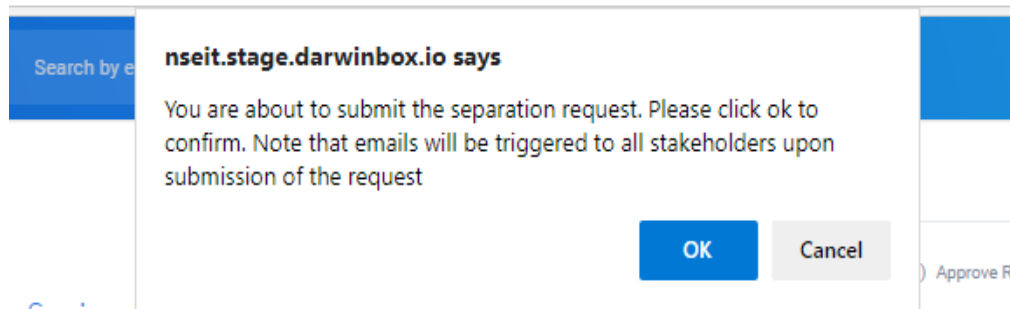 Search by e
nseit.stage.darwinbox.io says
You are about to submit the separation request. Please click ok to
confirm. Note that emails will be triggered to all stakeholders upon
submission of the request
OK Cancel
) Approve R